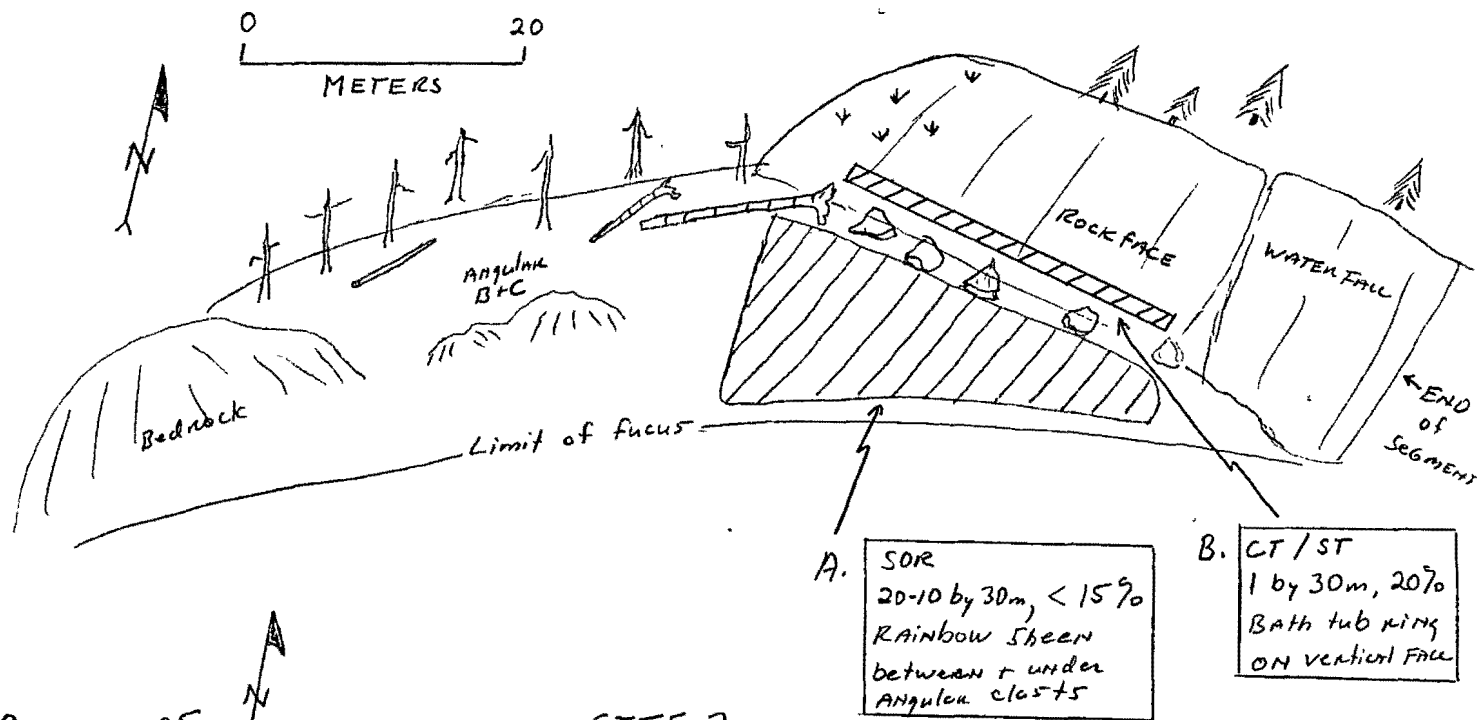 0 20
METERS
N
ANGULAR
B+C
ROCK FACE
WATER FALL
Bedrock
Limit of fucus
← END
of
SEGMENT
A.
SOR
20-10 by 30m, < 15%
RAINbow Sheen
between + under
ANgular clasts
B.
CT / ST
1 by 30m, 20%
BAth tub RING
ON vertical FACE
N